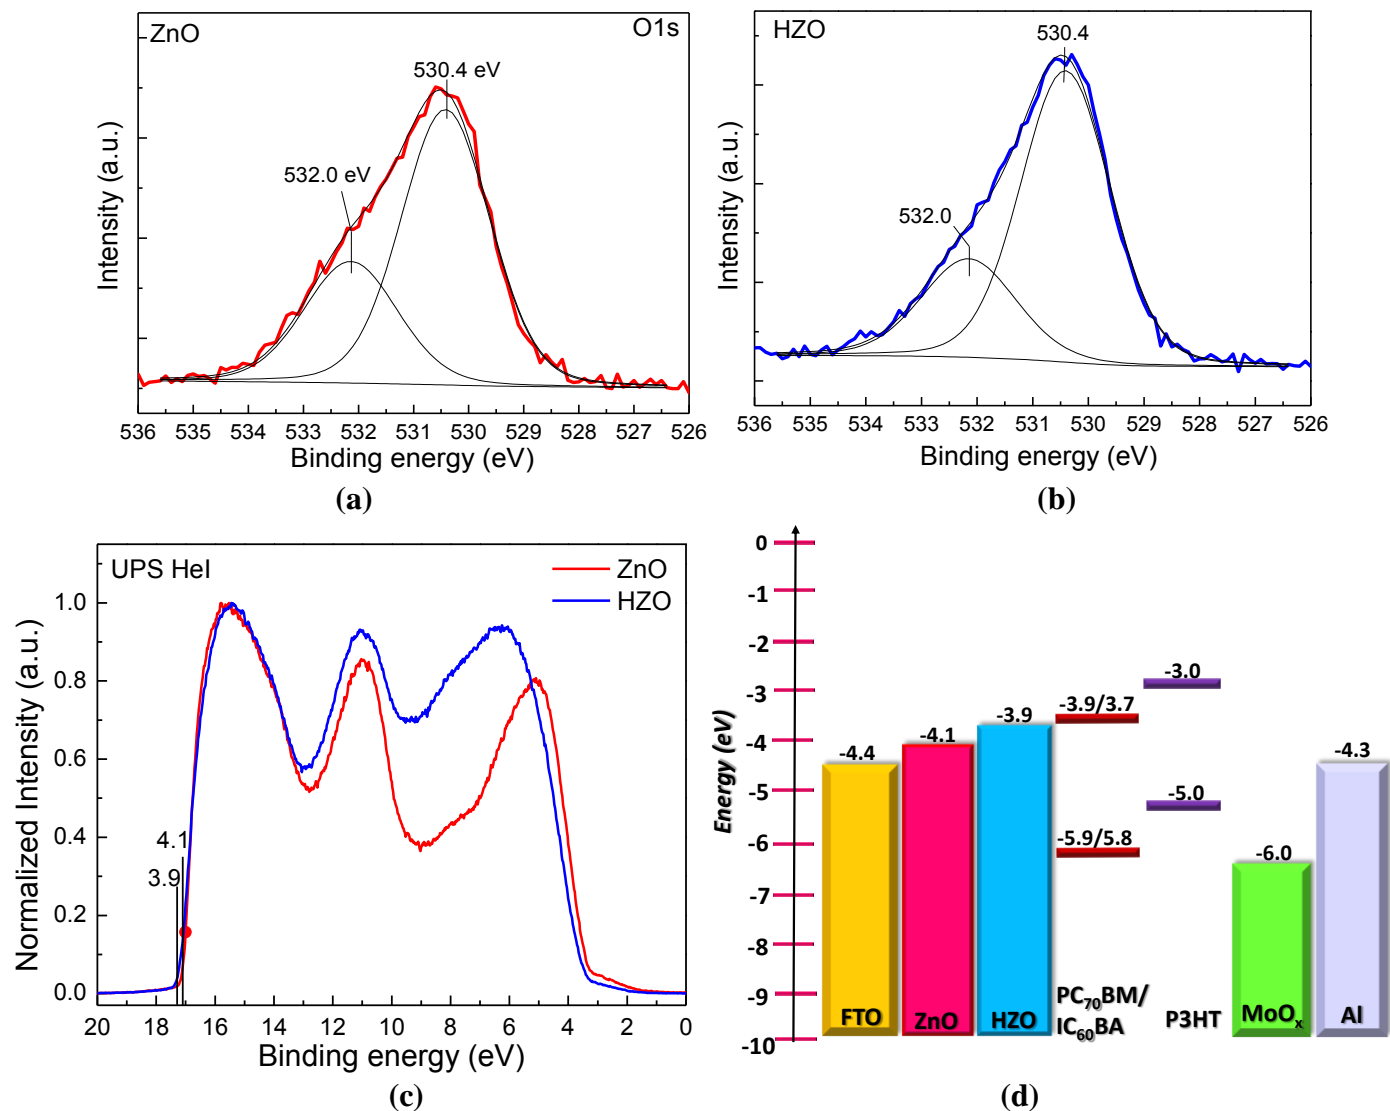 ZnO
O1s
530.4 eV
532.0 eV
Intensity (a.u.)
536 535 534 533 532 531 530 529 528 527 526
Binding energy (eV)
(a)
HZO
530.4
532.0
Intensity (a.u.)
536 535 534 533 532 531 530 529 528 527 526
Binding energy (eV)
(b)
UPS HeI
ZnO
HZO
1.0
0.8
0.6
0.4
0.2
0.0
4.1
3.9
Normalized Intensity (a.u.)
20 18 16 14 12 10 8 6 4 2 0
Binding energy (eV)
(c)
0
-1
-2
-3
-4
-5
-6
-7
-8
-9
-10
Energy (eV)
-4.4
-4.1
-3.9
-3.9/3.7
-5.9/5.8
-3.0
-5.0
-6.0
-4.3
FTO
ZnO
HZO
PC₇₀BM/
IC₆₀BA
P3HT
MoOₓ
Al
(d)